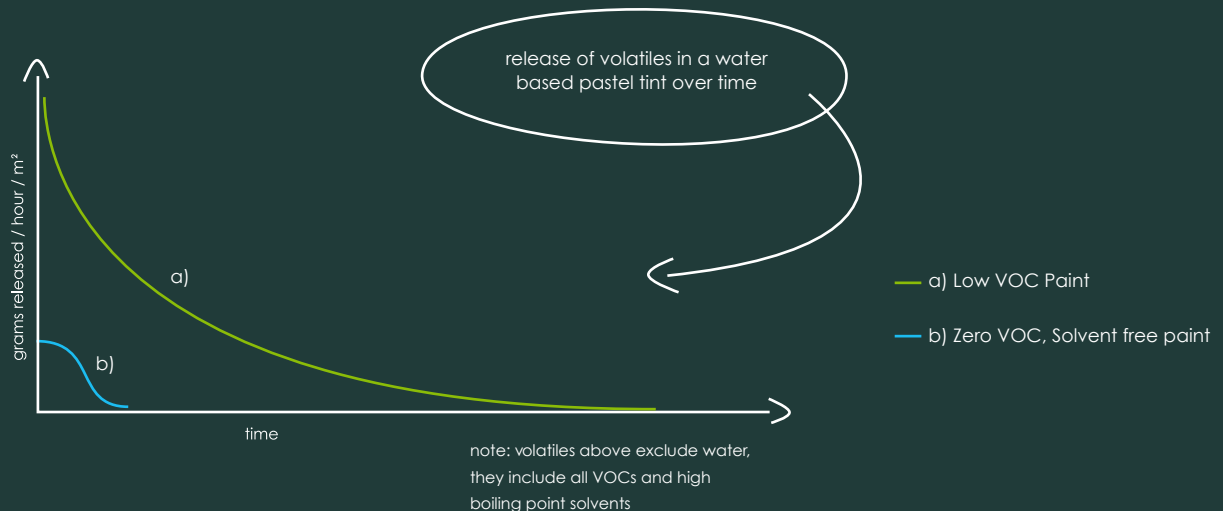 release of volatiles in a water
based pastel tint over time
grams released / hour / m²
a)
b)
a) Low VOC Paint
b) Zero VOC, Solvent free paint
time
note: volatiles above exclude water,
they include all VOCs and high
boiling point solvents